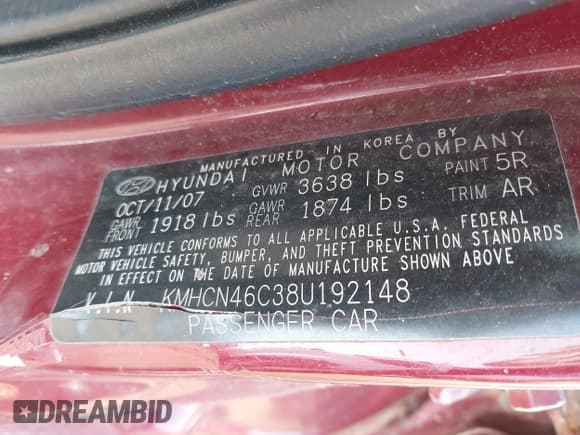 MANUFACTURED IN KOREA BY
HYUNDAI MOTOR COMPANY
OCT/11/07 GVWR 3638 lbs PAINT 5R
GAWR FRONT 1918 lbs GAWR REAR 1874 lbs TRIM AR
THIS VEHICLE CONFORMS TO ALL APPLICABLE U.S.A. FEDERAL
MOTOR VEHICLE SAFETY, BUMPER, AND THEFT PREVENTION STANDARDS
IN EFFECT ON THE DATE OF MANUFACTURE SHOWN ABOVE
V.I.N KMHCN46C38U192148
PASSENGER CAR
DREAMBID